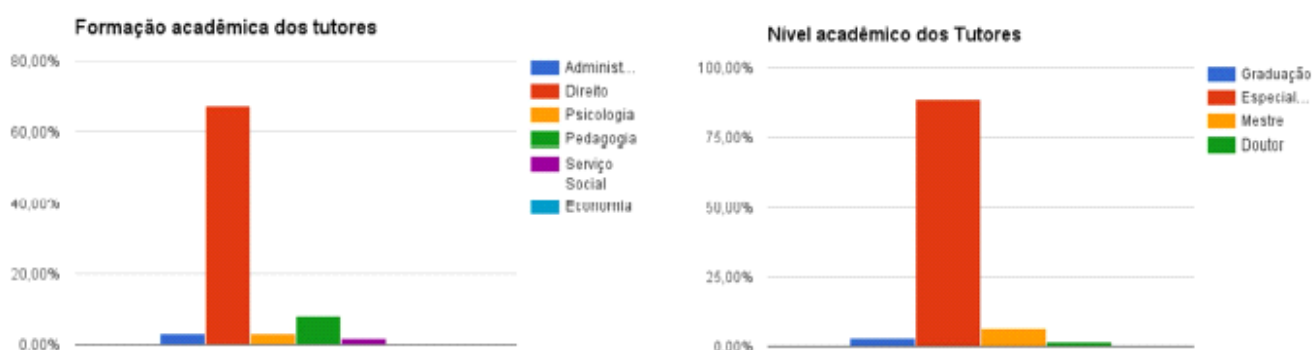 Formação acadêmica dos tutores
80,00%
60,00%
40,00%
20,00%
0,00%
Administ...
Direito
Psicologia
Pedagogia
Serviço
Social
Economia
Nível acadêmico dos Tutores
100,00%
75,00%
50,00%
25,00%
0,00%
Graduação
Especial...
Mestre
Doutor